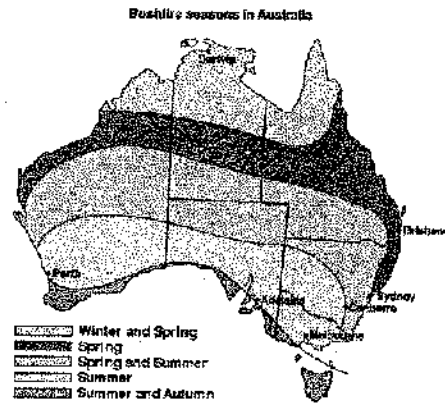 Bushfire seasons in Australia
Darwin
Brisbane
Perth
Adelaide
Sydney
Canberra
Melbourne
Winter and Spring
Spring
Spring and Summer
Summer
Summer and Autumn